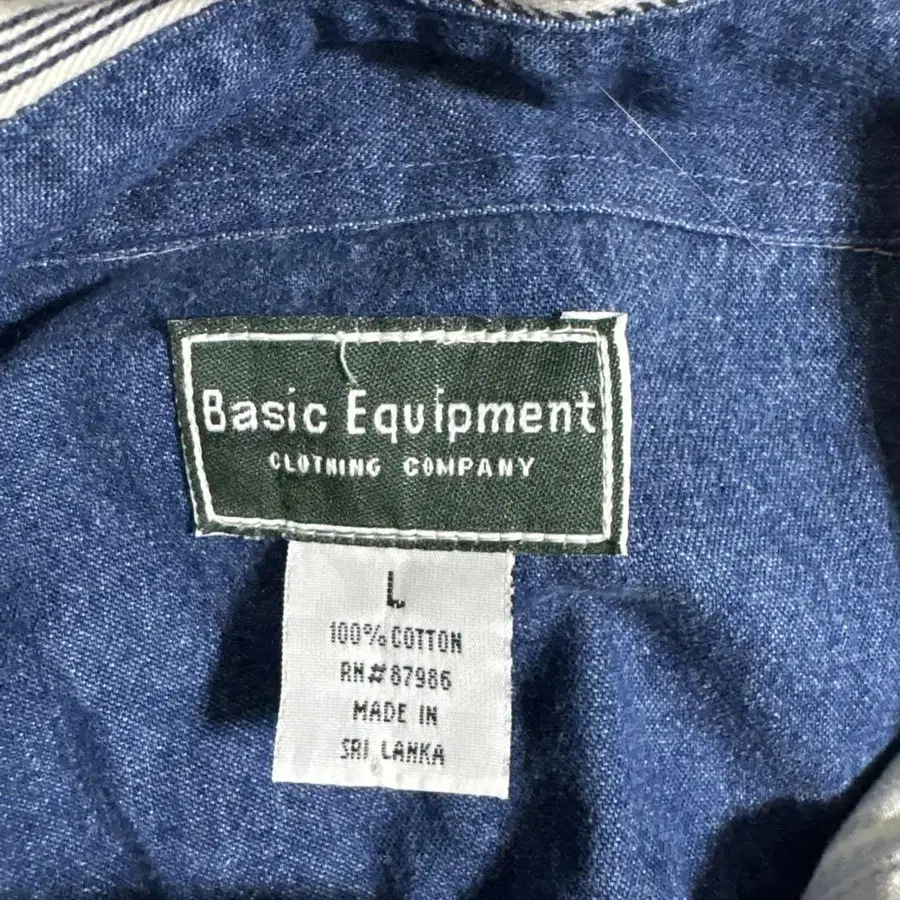 Basic Equipment
CLOTHING COMPANY
L
100% COTTON
RN#87986
MADE IN
SRI LANKA